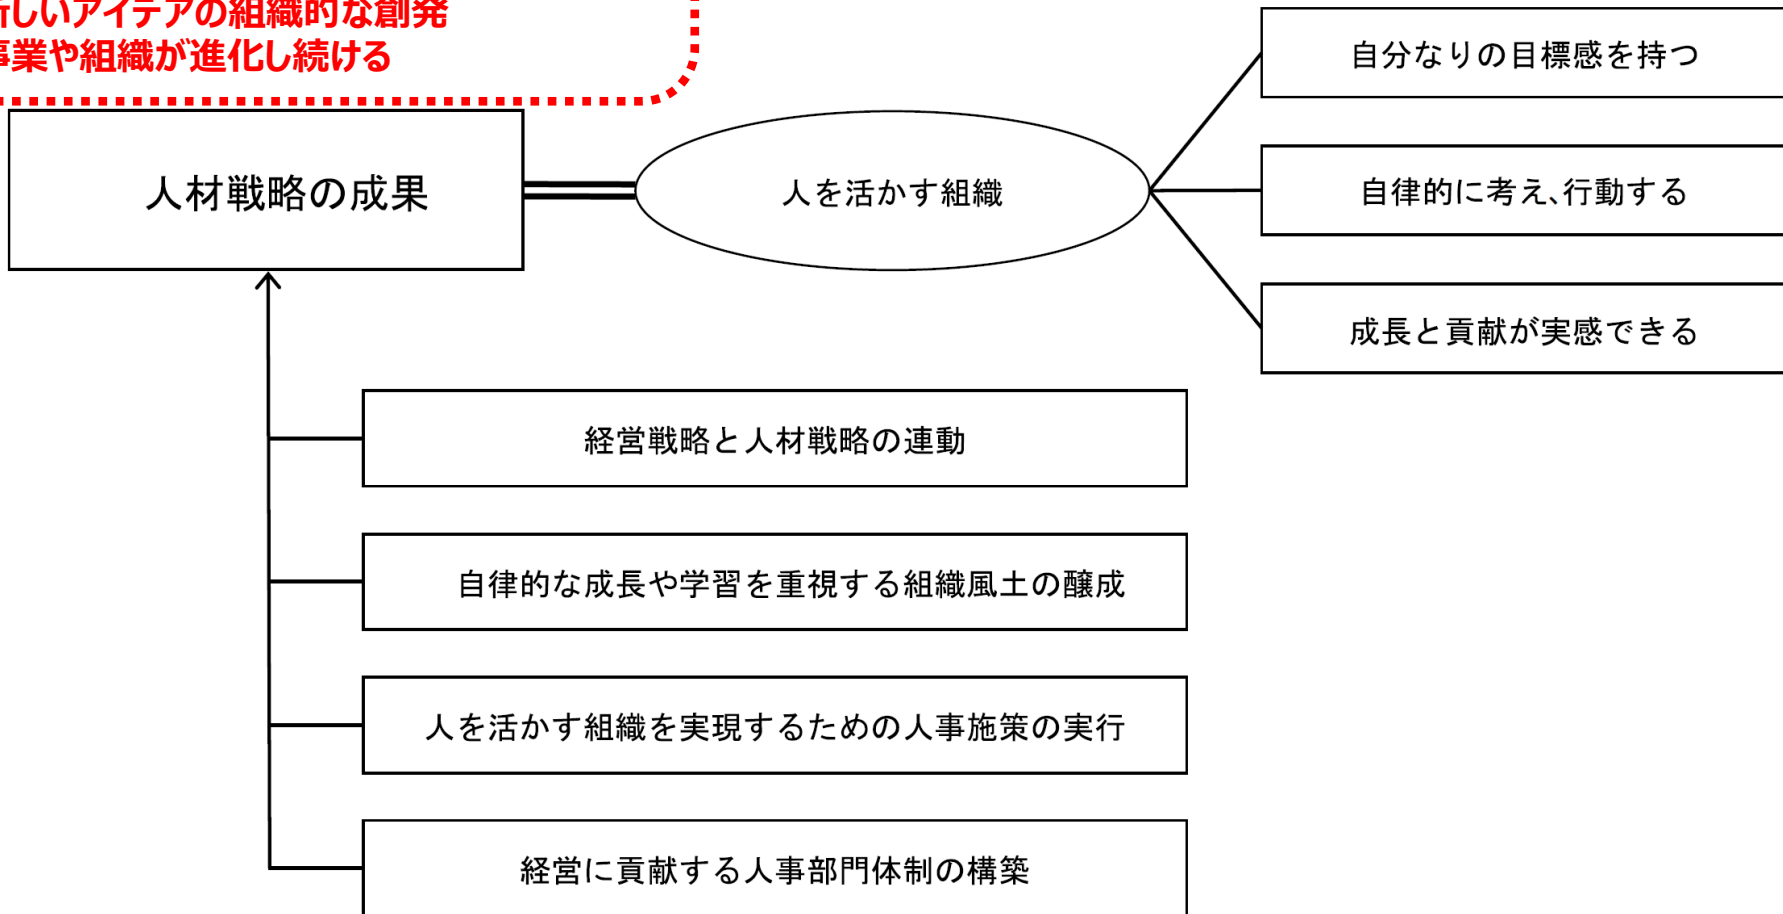 新しいアイデアの組織的な創発
事業や組織が進化し続ける
人材戦略の成果
人を活かす組織
自分なりの目標感を持つ
自律的に考え、行動する
成長と貢献が実感できる
経営戦略と人材戦略の連動
自律的な成長や学習を重視する組織風土の醸成
人を活かす組織を実現するための人事施策の実行
経営に貢献する人事部門体制の構築